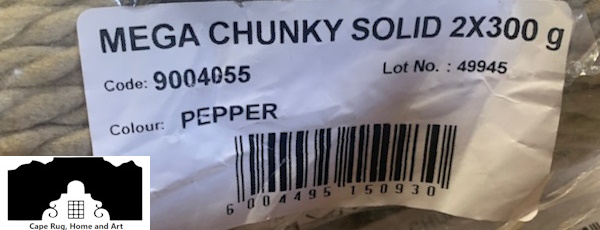 MEGA CHUNKY SOLID 2X300 g
Code: 9004055
Lot No. : 49945
Colour: PEPPER
6 004495 150930
Cape Rug, Home and Art